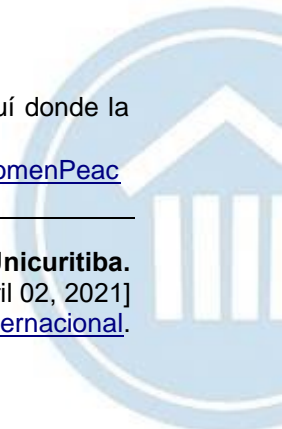 uí donde la
omenPeac
Unicuritiba.
il 02, 2021]
ernacional.